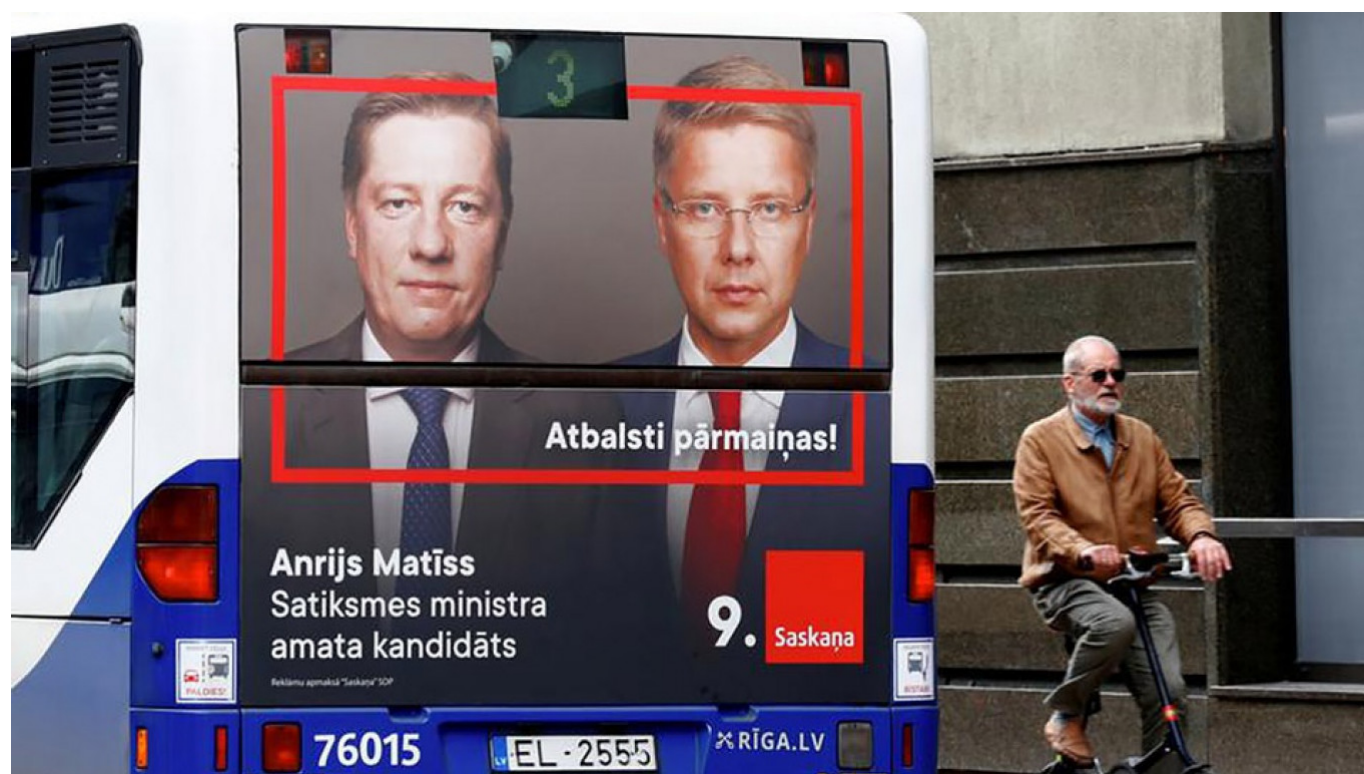 3
Atbalsti pārmaiņas!
Anrijs Matīss
Satiksmes ministra
amata kandidāts
9. Saskaņa
Reklāmu apmaksā "Saskaņa" SDP
PALDIES!
76015
LV EL-2555
RĪGA.LV